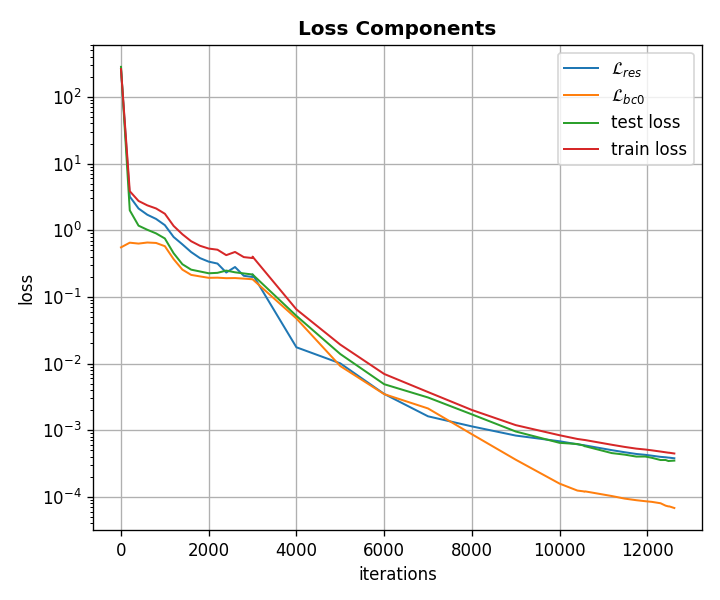 Loss Components
ℒ_res
ℒ_bc0
test loss
train loss
10^2
10^1
10^0
10^−1
10^−2
10^−3
10^−4
loss
0 2000 4000 6000 8000 10000 12000
iterations